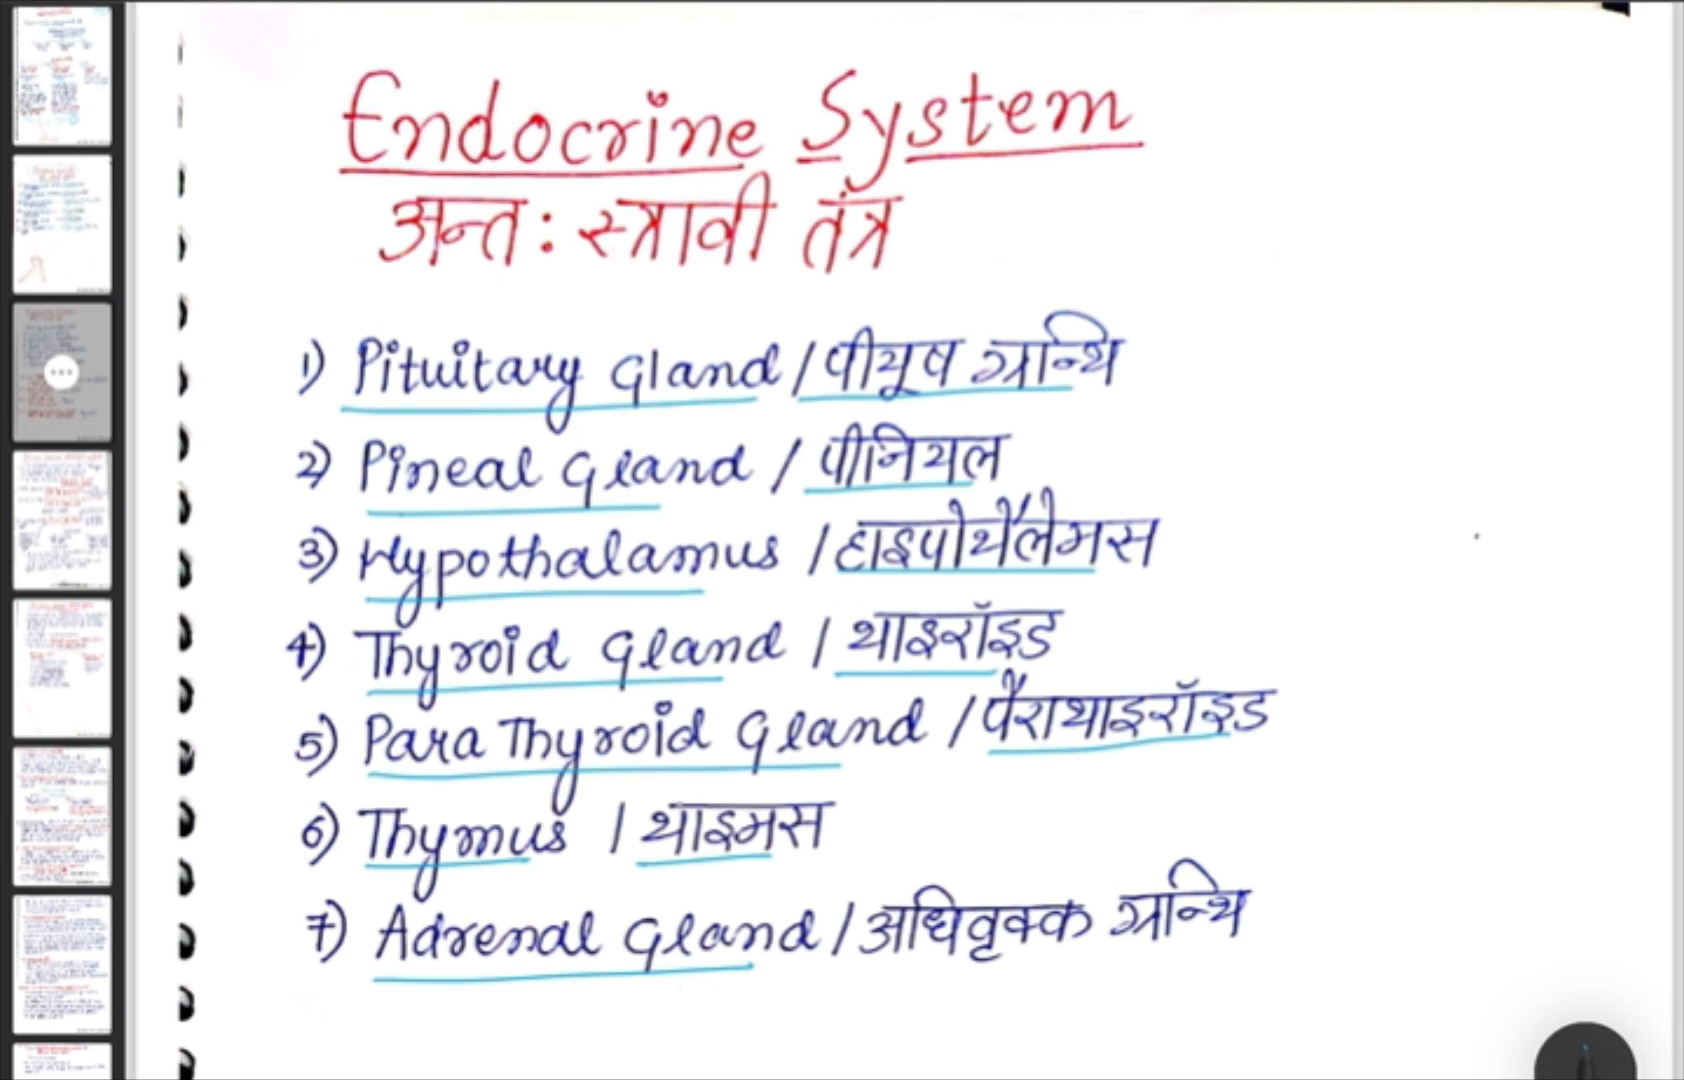 Endocrine System
अन्त: स्त्रावी तंत्र
1) Pituitary Gland / पीयूष ग्रन्थि
2) Pineal Gland / पीनियल
3) Hypothalamus / हाइपोथैलेमस
4) Thyroid Gland / थाइरॉइड
5) Para Thyroid Gland / पैराथाइरॉइड
6) Thymus / थाइमस
7) Adrenal Gland / अधिवृक्क ग्रन्थि